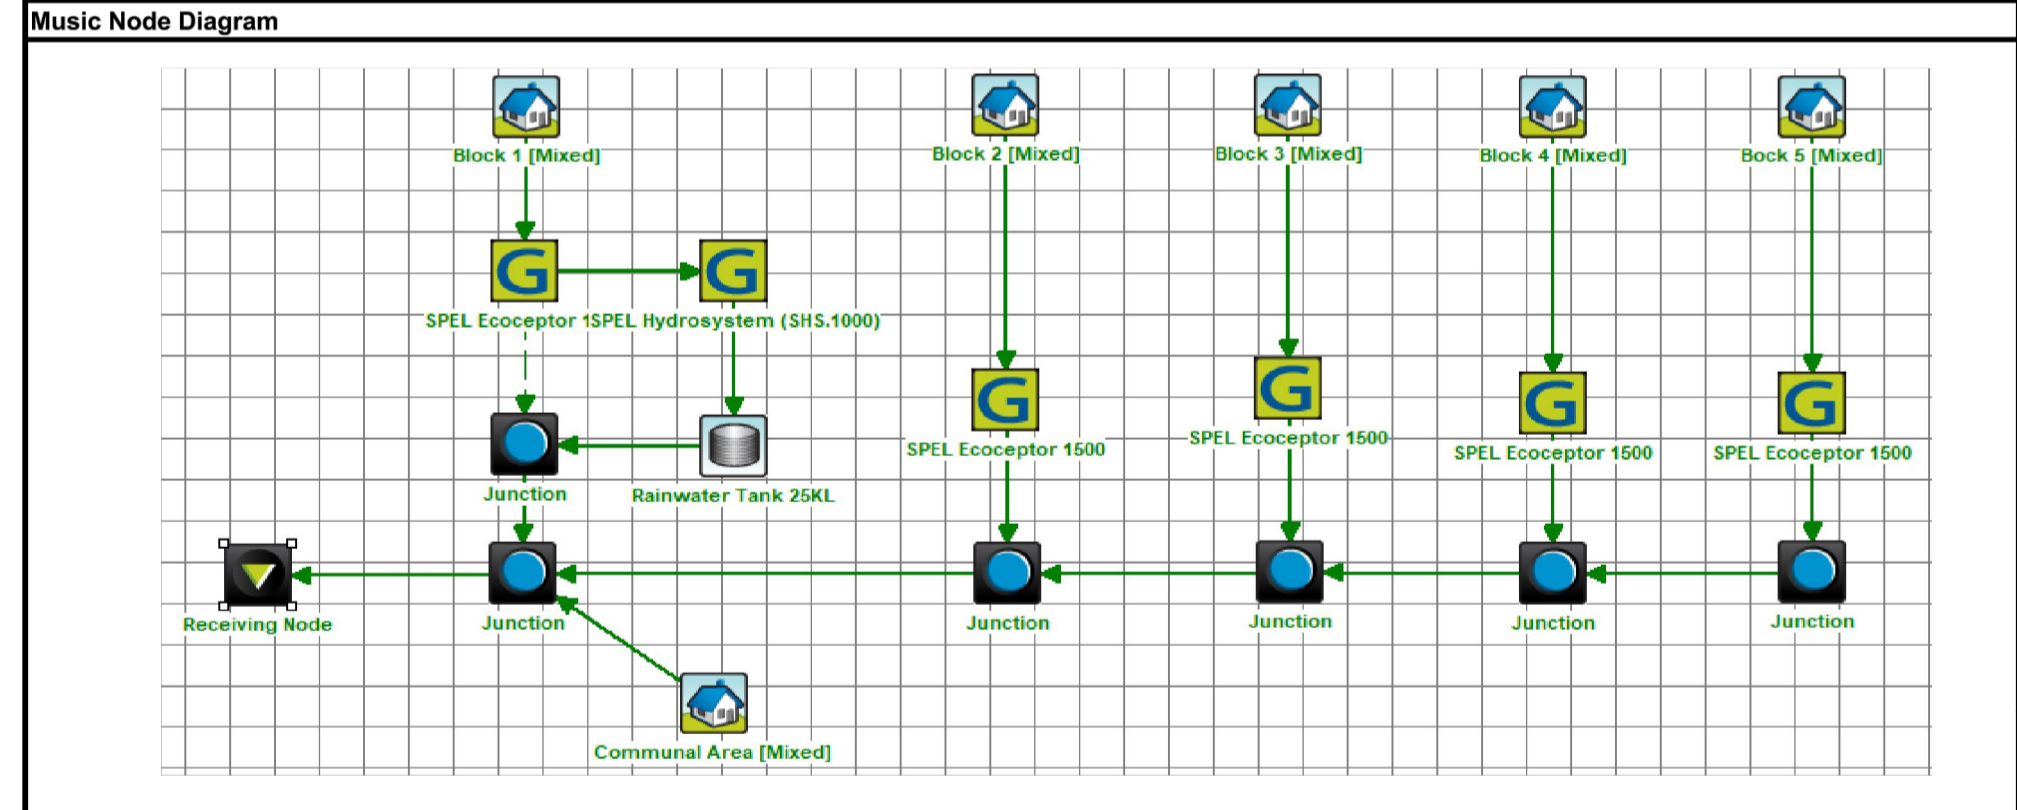 Music Node Diagram
Block 1 [Mixed]
Block 2 [Mixed]
Block 3 [Mixed]
Block 4 [Mixed]
Bock 5 [Mixed]
G
G
SPEL Ecoceptor 1
SPEL Hydrosystem (SHS.1000)
G
G
G
G
SPEL Ecoceptor 1500
SPEL Ecoceptor 1500
SPEL Ecoceptor 1500
SPEL Ecoceptor 1500
Junction
Rainwater Tank 25KL
Receiving Node
Junction
Junction
Junction
Junction
Junction
Communal Area [Mixed]